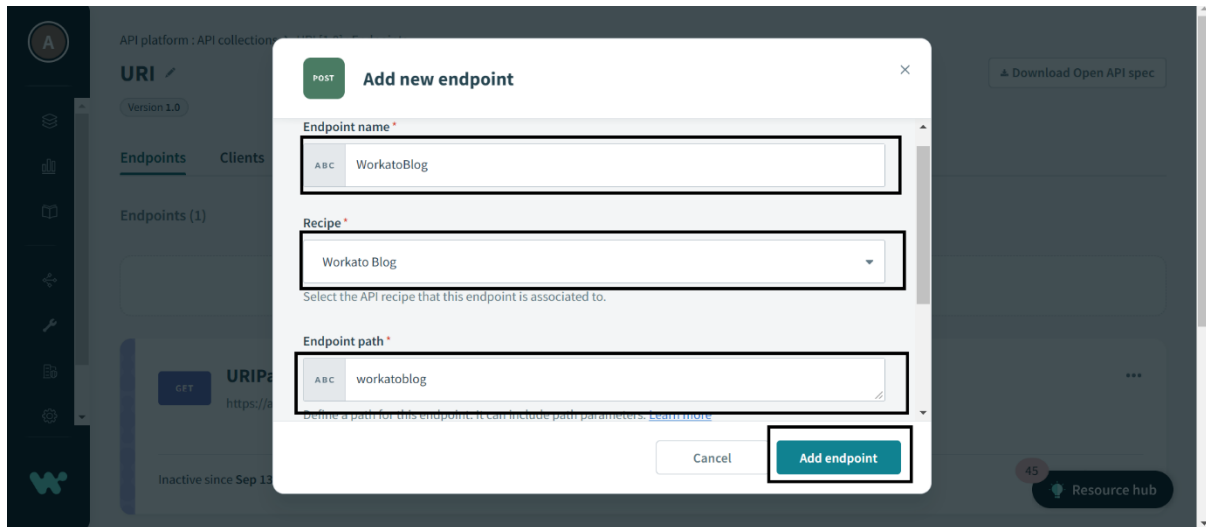 A
API platform : API collections
URI
Download Open API spec
Version 1.0
Endpoints Clients
Endpoints (1)
POST
Add new endpoint
Endpoint name *
ABC WorkatoBlog
Recipe *
Workato Blog
Select the API recipe that this endpoint is associated to.
Endpoint path *
ABC workatoblog
Define a path for this endpoint. It can include path parameters. Learn more
Cancel Add endpoint
GET
URIPa
https://a
Inactive since Sep 13
45
Resource hub